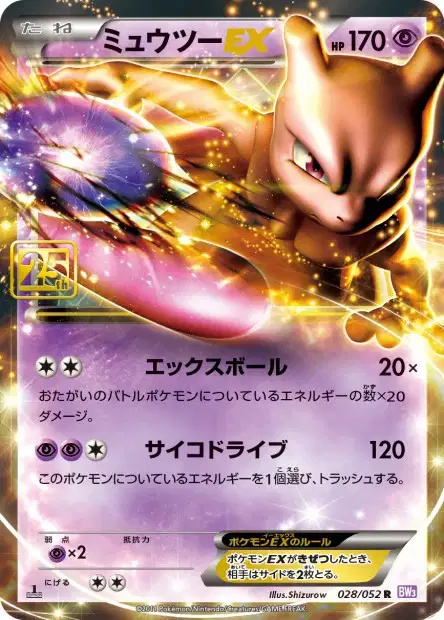 たね ミュウツーEX HP170
25th
エックスボール 20×
おたがいのバトルポケモンについているエネルギーの数×20
ダメージ。
サイコドライブ 120
このポケモンについているエネルギーを1個選び、トラッシュする。
弱点 抵抗力
×2
ポケモンEXのルール
ポケモンEXがきぜつしたとき、
相手はサイドを2枚とる。
にげる
Illus.Shizurow 028/052 R BW3
©2011 Pokémon/Nintendo/Creatures/GAME FREAK.